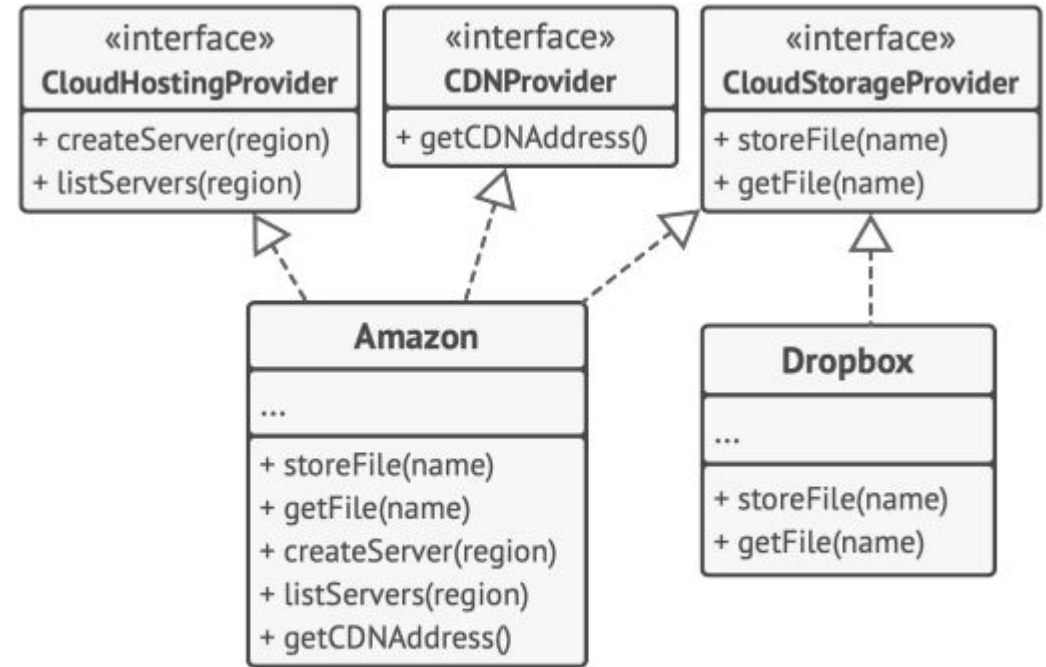 «interface»
CloudHostingProvider
+ createServer(region)
+ listServers(region)
«interface»
CDNProvider
+ getCDNAddress()
«interface»
CloudStorageProvider
+ storeFile(name)
+ getFile(name)
Amazon
...
+ storeFile(name)
+ getFile(name)
+ createServer(region)
+ listServers(region)
+ getCDNAddress()
Dropbox
...
+ storeFile(name)
+ getFile(name)